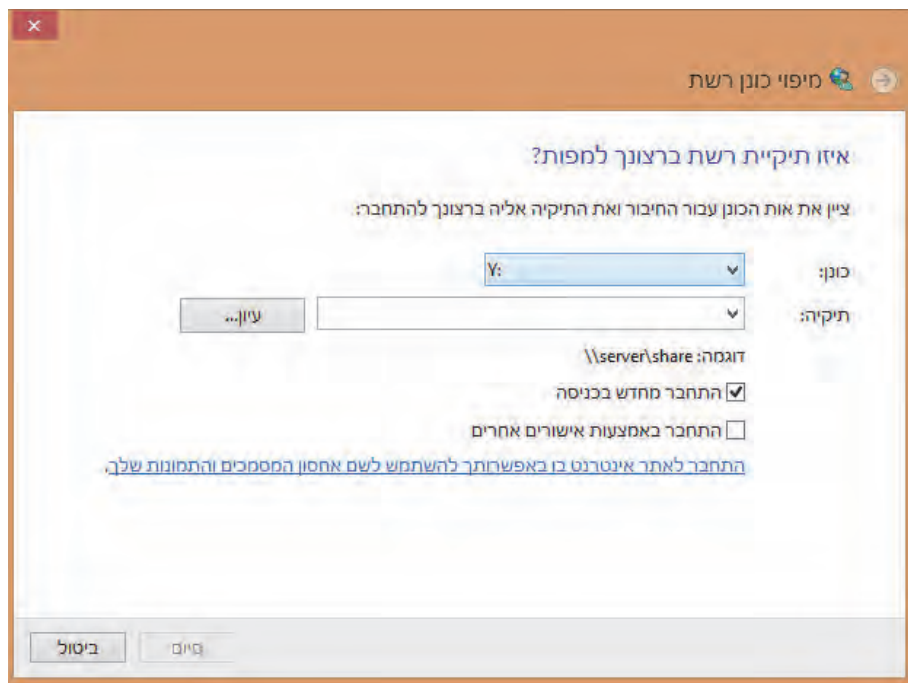 מיפוי כונן רשת
איזו תיקיית רשת ברצונך למפות?
ציין את אות הכונן עבור החיבור ואת התיקיה אליה ברצונך להתחבר:
כונן: Y:
תיקיה: עיון...
דוגמה: \\server\share
התחבר מחדש בכניסה
התחבר באמצעות אישורים אחרים
התחבר לאתר אינטרנט בו באפשרותך להשתמש לשם אחסון המסמכים והתמונות שלך.
סיום ביטול